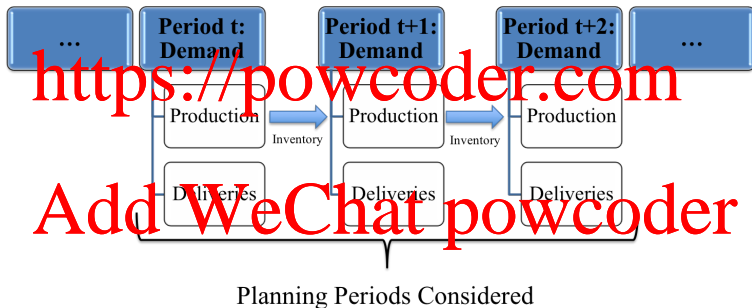 ...
Period t:
Demand
Period t+1:
Demand
Period t+2:
Demand
...
https://powcoder.com
Production
Inventory
Production
Inventory
Production
Deliveries
Deliveries
Deliveries
Add WeChat powcoder
Planning Periods Considered